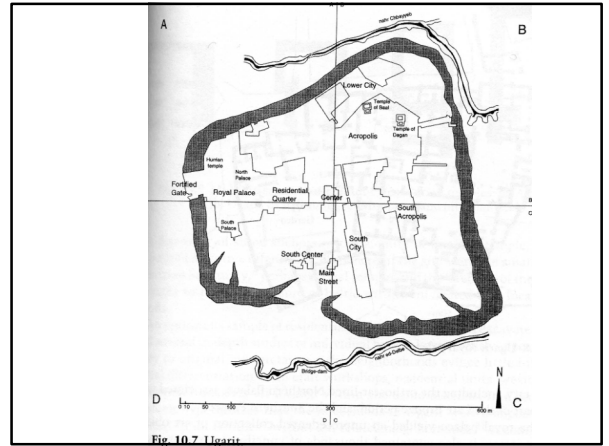 A B
A
B
nahr Chbayyeb
Lower City
Temple
of Baal
Temple
of Dagan
Acropolis
Hurrian
temple
North
Palace
Fortified
Gate
Royal Palace
Residential
Quarter
Center
B
C
South
Palace
South
Acropolis
South
City
South Center
Main
Street
nahr ed-Delbe
Bridge-dam
N
D
C
0 10 50 100 300 600 m
D C
Fig. 10.7 Ugarit.